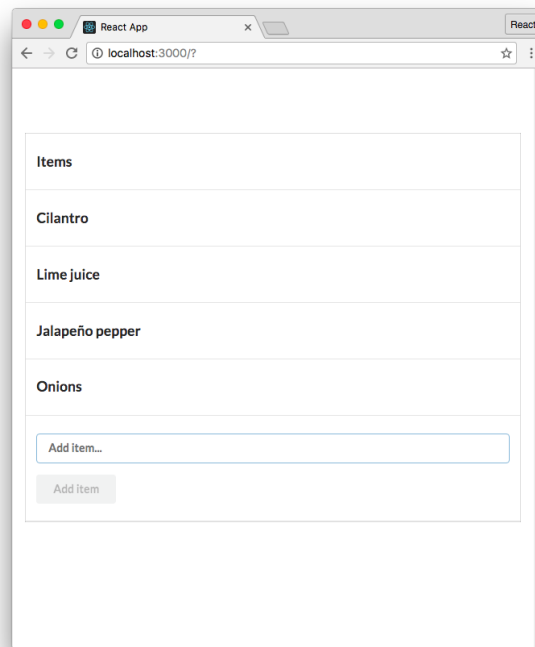 React App
React
localhost:3000/?
Items
Cilantro
Lime juice
Jalapeño pepper
Onions
Add item...
Add item